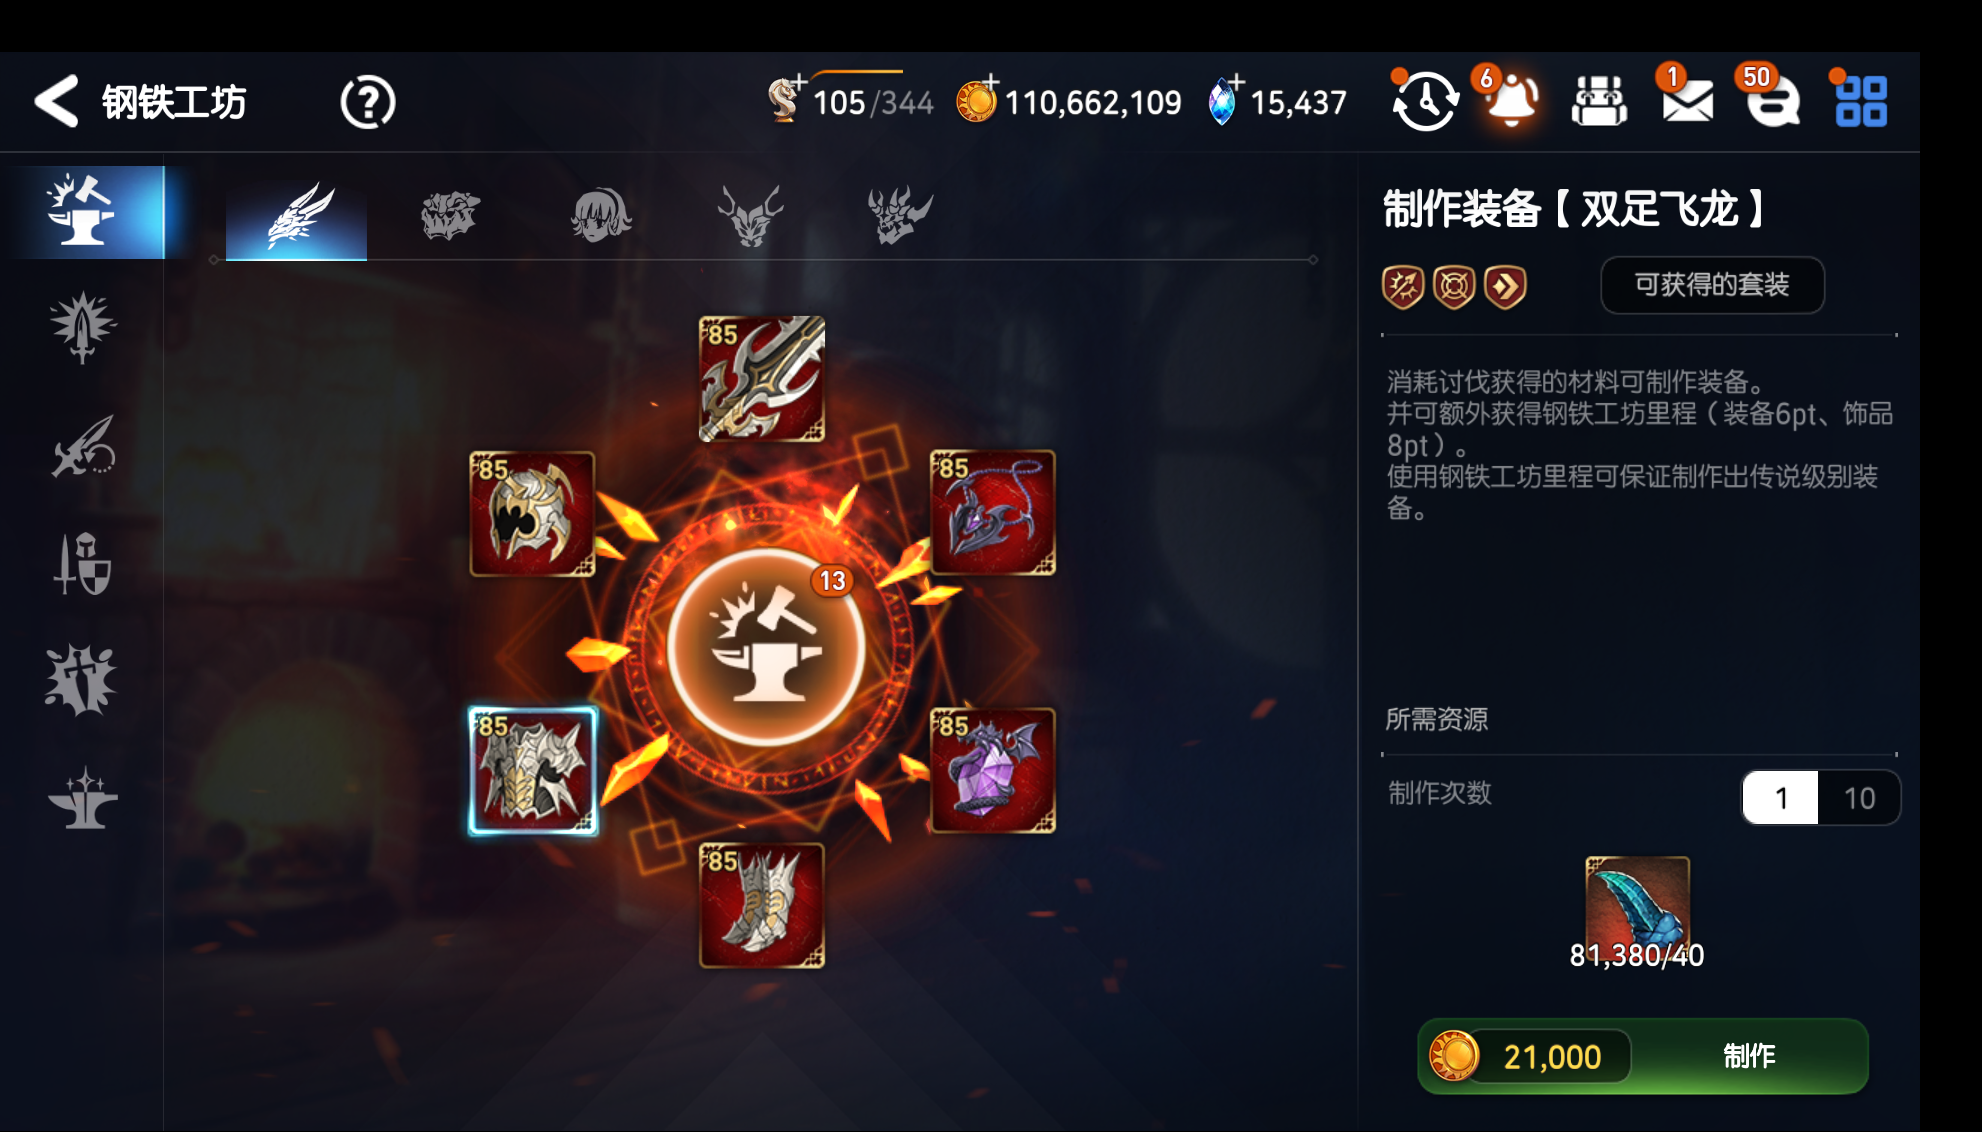 钢铁工坊
105/344
110,662,109
15,437
6
1
50
制作装备【双足飞龙】
可获得的套装
消耗讨伐获得的材料可制作装备。
并可额外获得钢铁工坊里程（装备6pt、饰品
8pt）。
使用钢铁工坊里程可保证制作出传说级别装
备。
85
85
85
13
85
85
85
所需资源
制作次数
1
10
81,380/40
21,000
制作